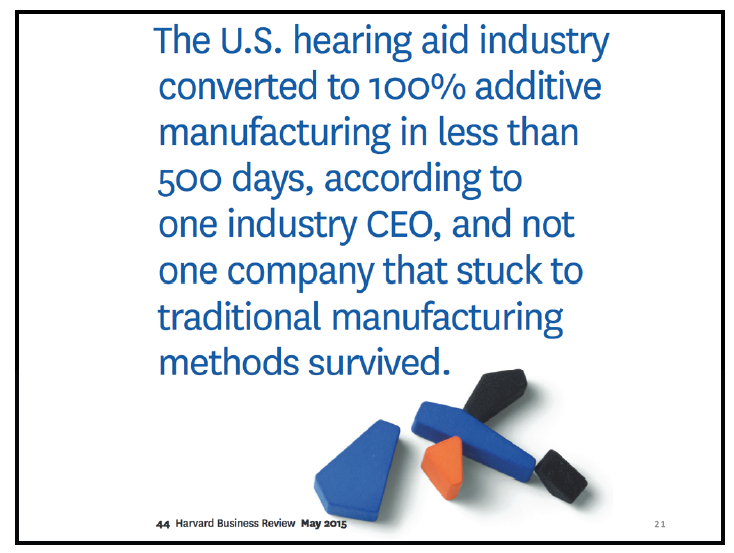 The U.S. hearing aid industry
converted to 100% additive
manufacturing in less than
500 days, according to
one industry CEO, and not
one company that stuck to
traditional manufacturing
methods survived.
44 Harvard Business Review May 2015
21